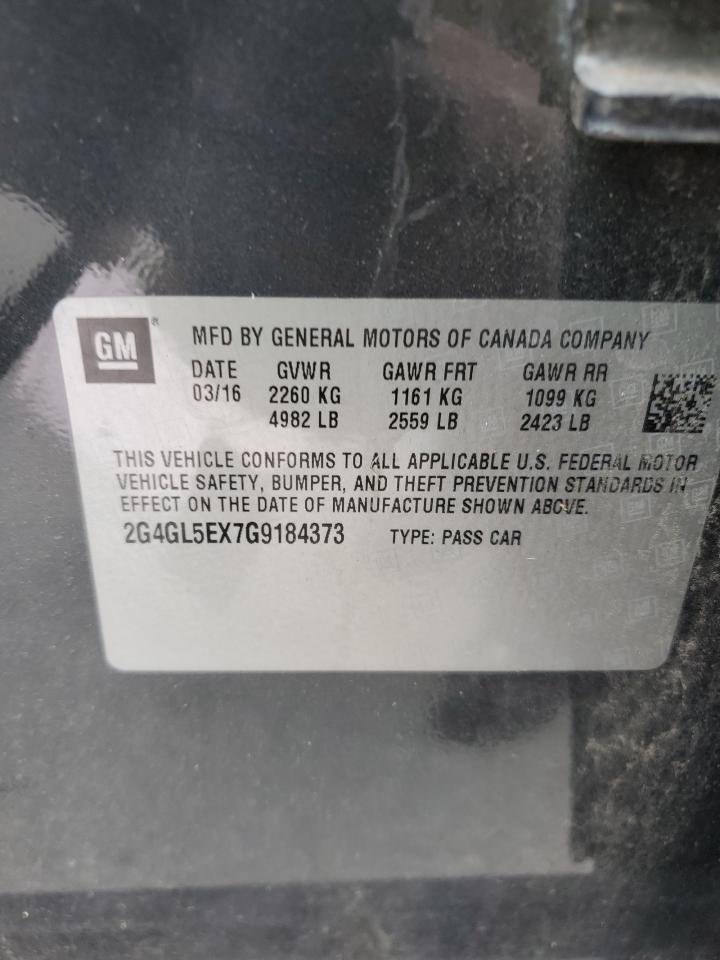 GM® MFD BY GENERAL MOTORS OF CANADA COMPANY
DATE GVWR GAWR FRT GAWR RR
03/16 2260 KG 1161 KG 1099 KG
4982 LB 2559 LB 2423 LB
THIS VEHICLE CONFORMS TO ALL APPLICABLE U.S. FEDERAL MOTOR
VEHICLE SAFETY, BUMPER, AND THEFT PREVENTION STANDARDS IN
EFFECT ON THE DATE OF MANUFACTURE SHOWN ABOVE.
2G4GL5EX7G9184373 TYPE: PASS CAR